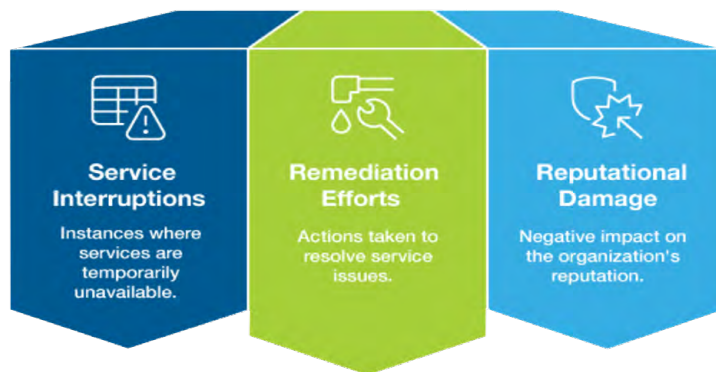 Service
Interruptions
Instances where
services are
temporarily
unavailable.
Remediation
Efforts
Actions taken to
resolve service
issues.
Reputational
Damage
Negative impact on
the organization's
reputation.